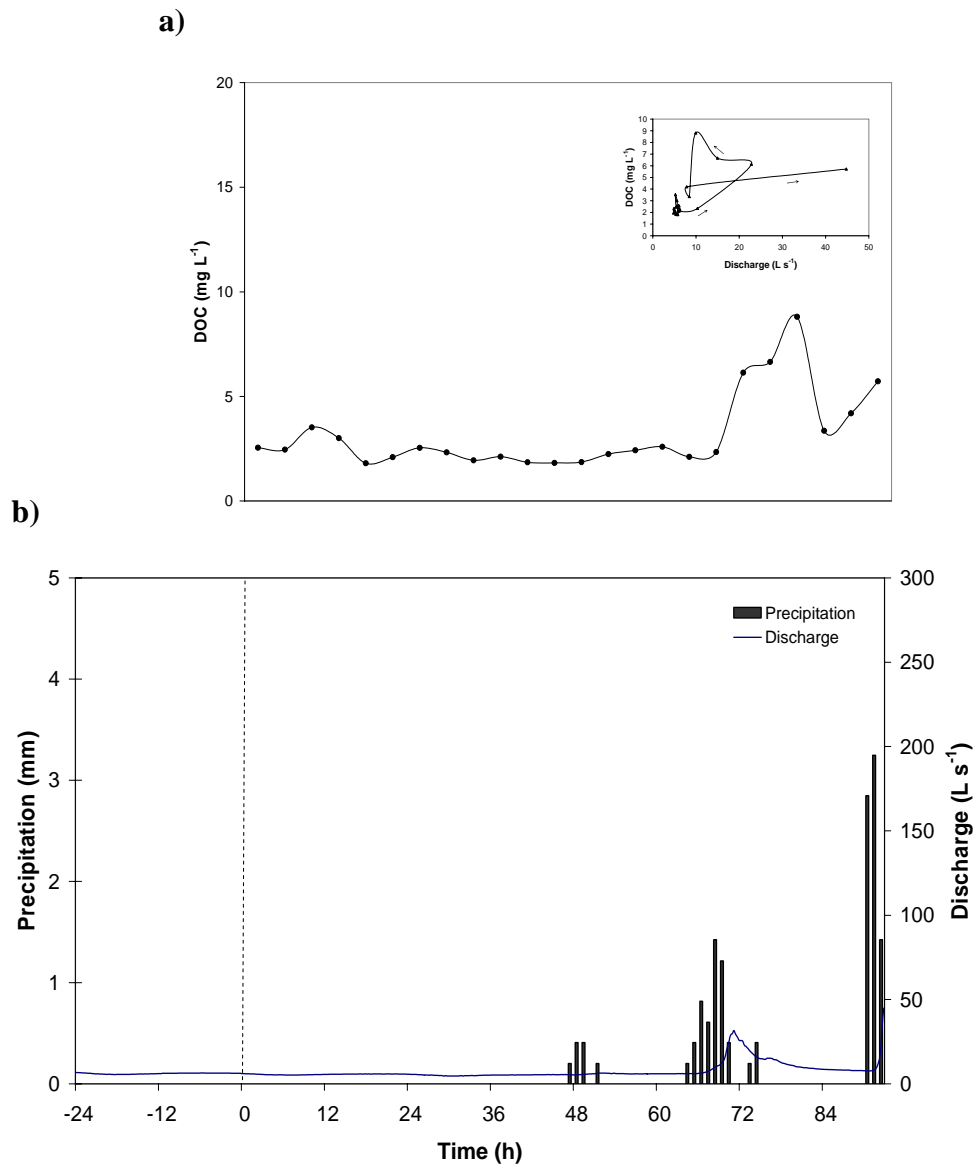 a)
20
15
10
5
0
DOC (mg L⁻¹)
10
9
8
7
6
5
4
3
2
1
0
DOC (mg L⁻¹)
0 10 20 30 40 50
Discharge (L s⁻¹)
b)
5
4
3
2
1
0
Precipitation (mm)
Precipitation
Discharge
300
250
200
150
100
50
0
Discharge (L s⁻¹)
-24 -12 0 12 24 36 48 60 72 84
Time (h)